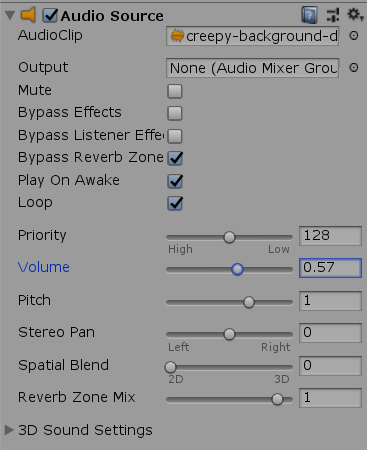 Audio Source
AudioClip creepy-background-d
Output None (Audio Mixer Grou
Mute
Bypass Effects
Bypass Listener Effe
Bypass Reverb Zone
Play On Awake
Loop
Priority 128
High Low
Volume 0.57
Pitch 1
Stereo Pan 0
Left Right
Spatial Blend 0
2D 3D
Reverb Zone Mix 1
3D Sound Settings